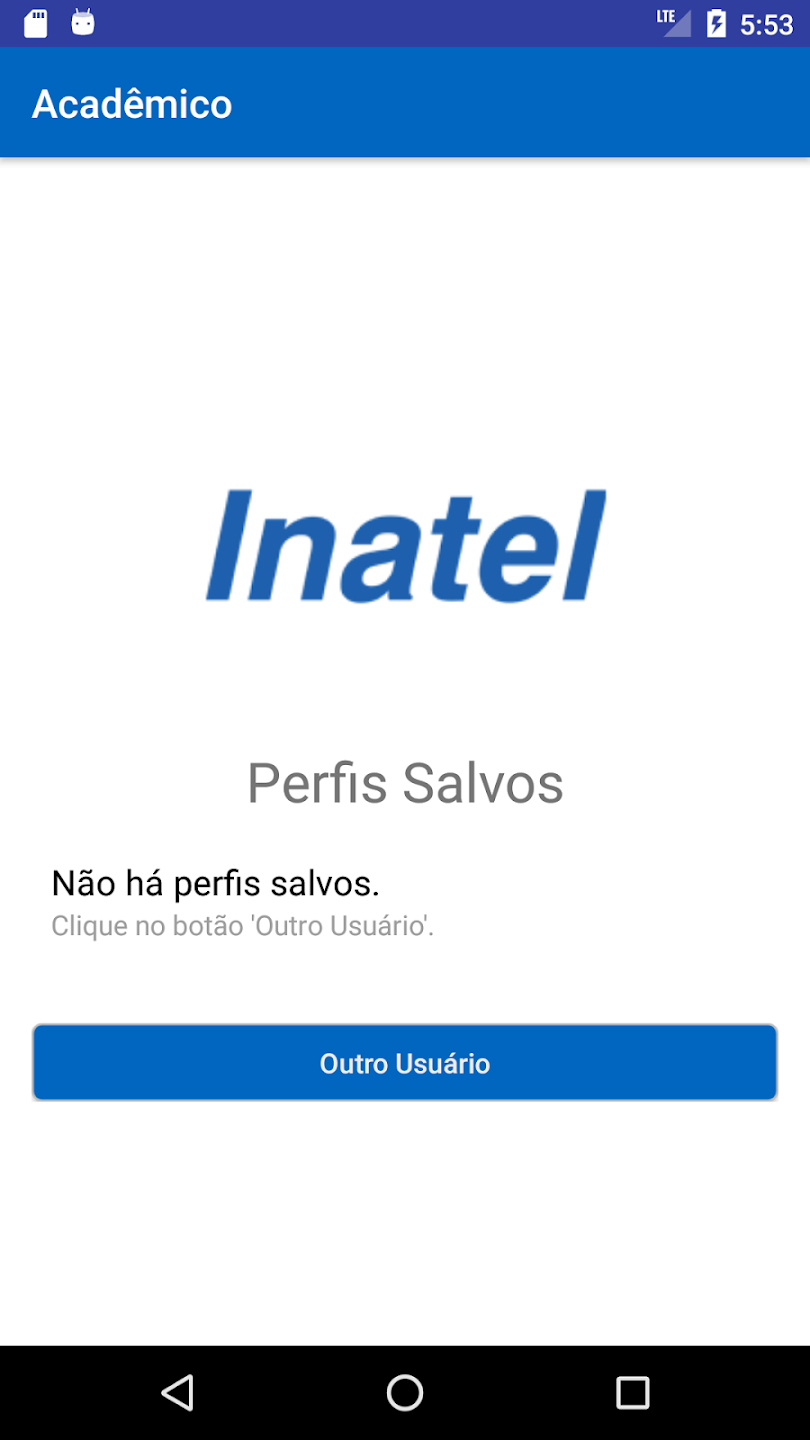 LTE 5:53
Acadêmico
Inatel
Perfis Salvos
Não há perfis salvos.
Clique no botão 'Outro Usuário'.
Outro Usuário